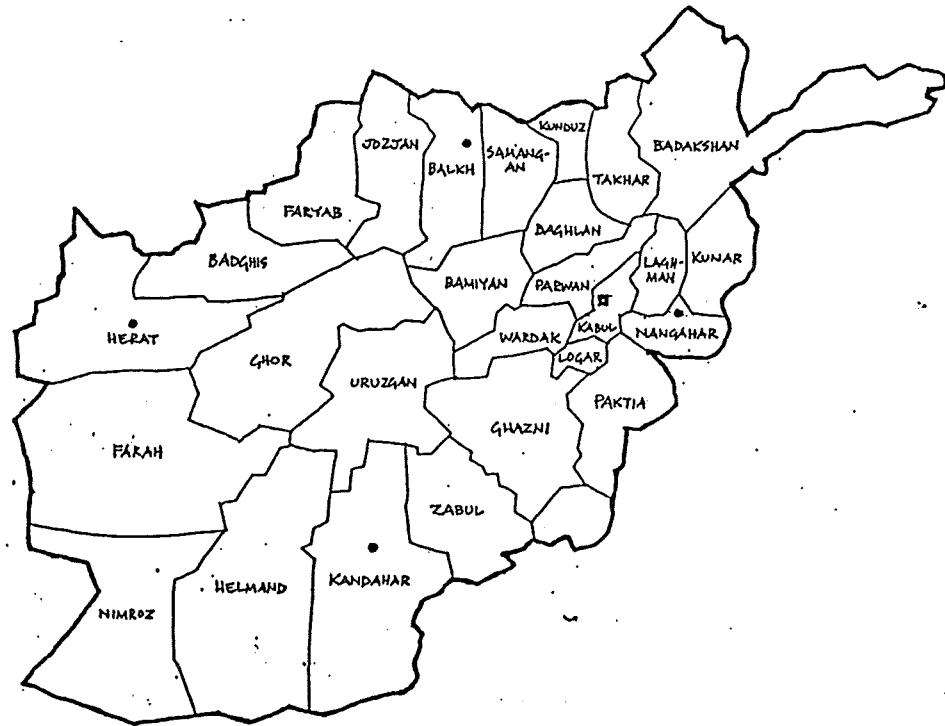 BADAKSHAN
KUNDUZ
JOZJAN
SAMANG-
AN
BALKH
TAKHAR
FARYAB
BAGHLAN
BADGHIS
LAGH-
MAN
KUNAR
BAMIYAN
PARWAN
HERAT
WARDAK
KABUL
NANGAHAR
GHOR
LOGAR
URUZGAN
PAKTIA
GHAZNI
FARAH
ZABUL
KANDAHAR
HELMAND
NIMROZ